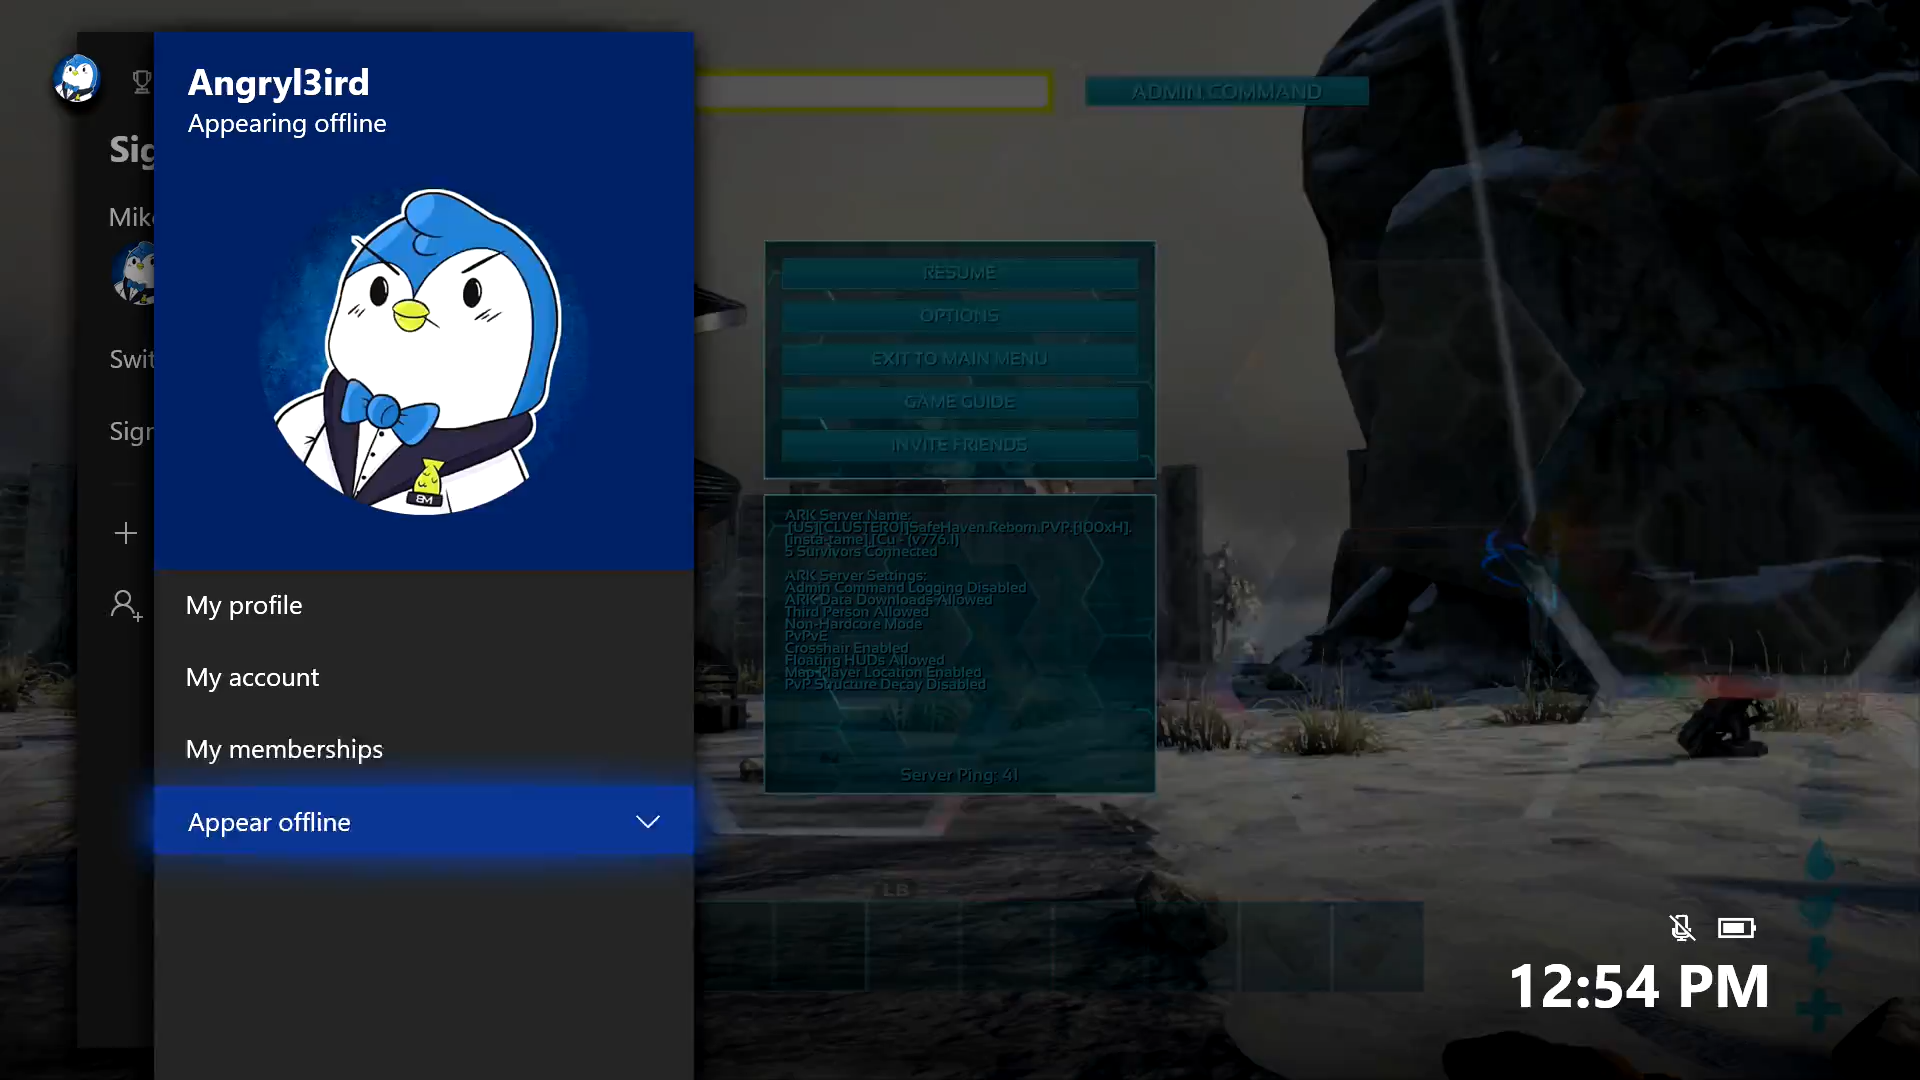 Angryl3ird
Appearing offline
Sig
Mike
Swit
Sign
BM
My profile
My account
My memberships
Appear offline
ADMIN COMMAND
RESUME
OPTIONS
EXIT TO MAIN MENU
GAME GUIDE
INVITE FRIENDS
ARK Server Name:
[US][CLUSTER01]SafeHaven.Reborn.PVP.[100xH].
[insta-tame].[Cu - (v776.1)
5 Survivors Connected
ARK Server Settings:
Admin Command Logging Disabled
ARK Data Downloads Allowed
Third Person Allowed
Non-Hardcore Mode
PvPvE
Crosshair Enabled
Floating HUDs Allowed
Map Player Location Enabled
PvP Structure Decay Disabled
Server Ping: 41
LB
12:54 PM